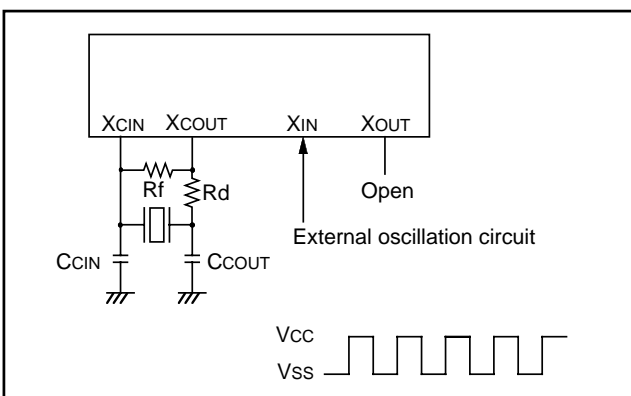 XCIN XCOUT XIN XOUT
Rf
Rd
Open
External oscillation circuit
CCIN CCOUT
VCC
VSS